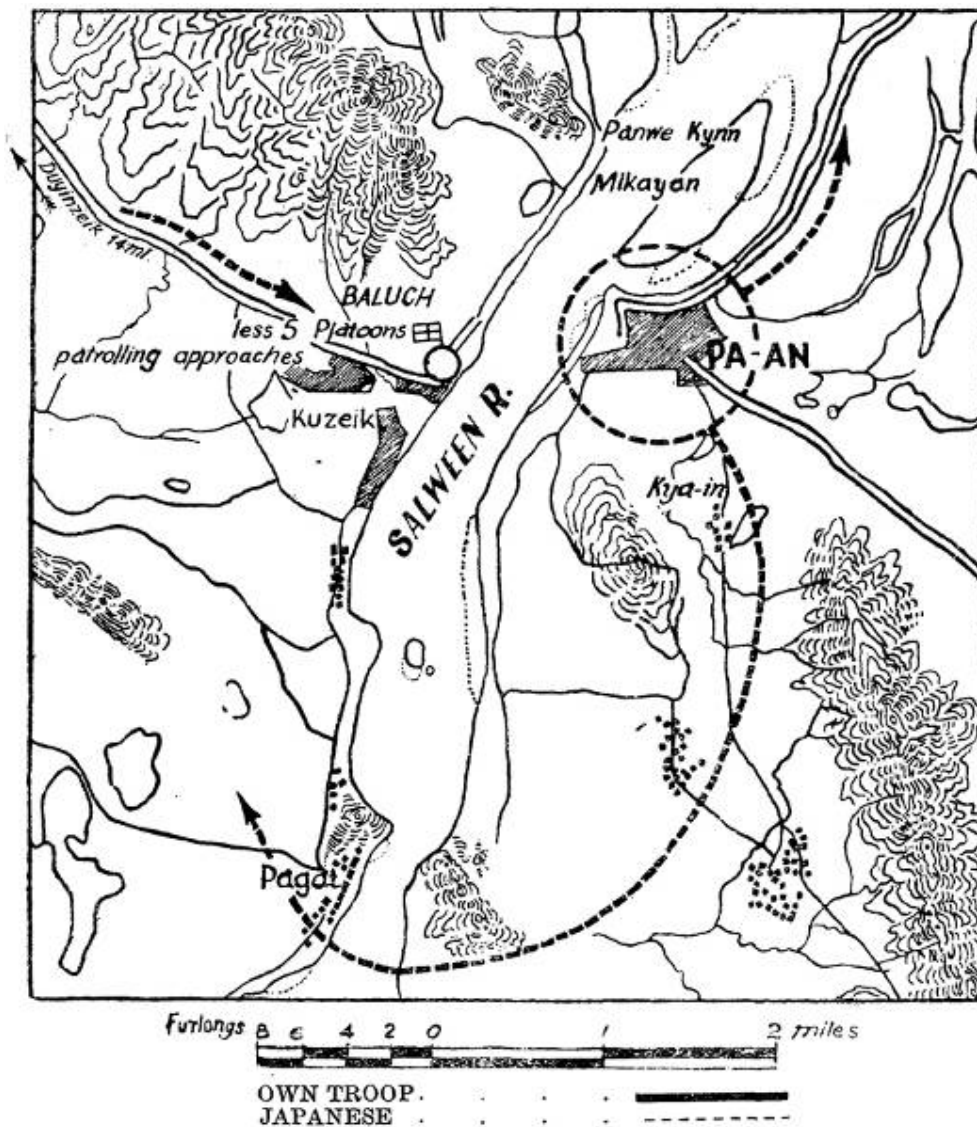 Panwe Kynn
Mikayan
Duyinzeik 14ml.
BALUCH
less 5 Platoons
patrolling approaches
PA-AN
Kuzeik
SALWEEN R.
Kya-in
Pagat
Furlongs 8 6 4 2 0 1 2 miles
OWN TROOP . . . .
JAPANESE . . . .